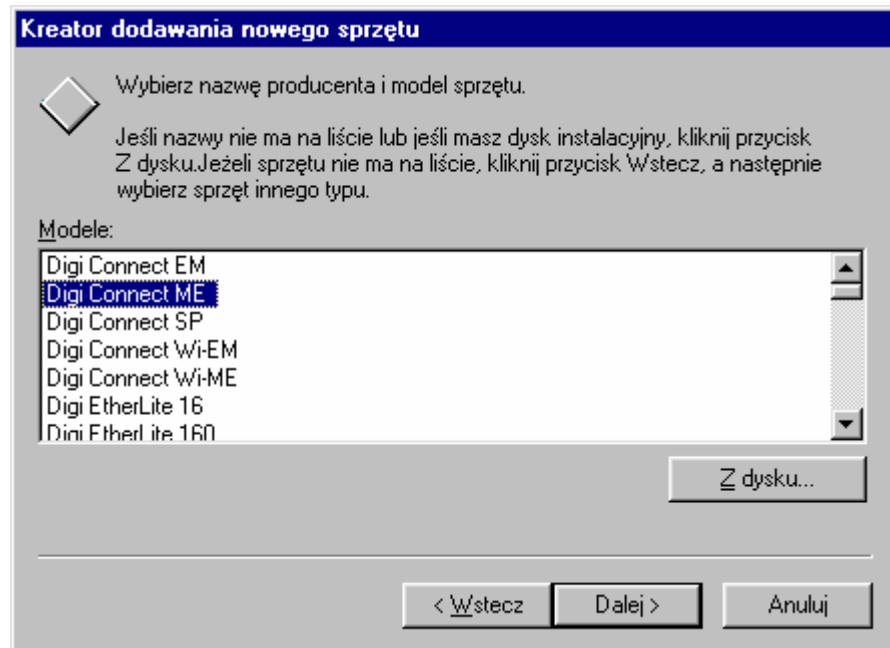 Kreator dodawania nowego sprzętu
Wybierz nazwę producenta i model sprzętu.
Jeśli nazwy nie ma na liście lub jeśli masz dysk instalacyjny, kliknij przycisk
Z dysku.Jeżeli sprzętu nie ma na liście, kliknij przycisk Wstecz, a następnie
wybierz sprzęt innego typu.
Modele:
Digi Connect EM
Digi Connect ME
Digi Connect SP
Digi Connect Wi-EM
Digi Connect Wi-ME
Digi EtherLite 16
Digi EtherLite 160
Z dysku...
< Wstecz
Dalej >
Anuluj